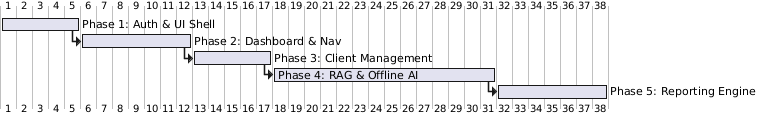 1 2 3 4 5 6 7 8 9 10 11 12 13 14 15 16 17 18 19 20 21 22 23 24 25 26 27 28 29 30 31 32 33 34 35 36 37 38
Phase 1: Auth & UI Shell
Phase 2: Dashboard & Nav
Phase 3: Client Management
Phase 4: RAG & Offline AI
Phase 5: Reporting Engine
1 2 3 4 5 6 7 8 9 10 11 12 13 14 15 16 17 18 19 20 21 22 23 24 25 26 27 28 29 30 31 32 33 34 35 36 37 38